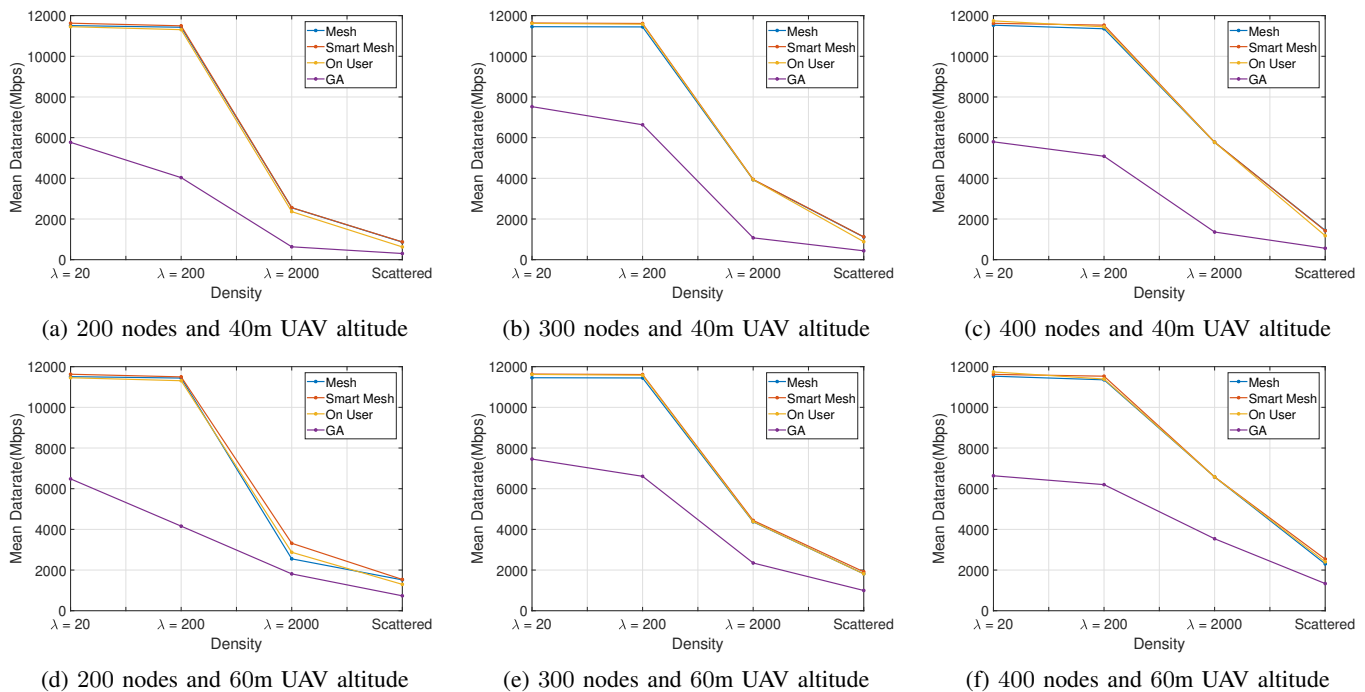 12000
10000
8000
6000
4000
2000
0
Mean Datarate(Mbps)
Mesh
Smart Mesh
On User
GA
λ = 20
λ = 200
λ = 2000
Scattered
Density
(a) 200 nodes and 40m UAV altitude
12000
10000
8000
6000
4000
2000
0
Mean Datarate(Mbps)
Mesh
Smart Mesh
On User
GA
λ = 20
λ = 200
λ = 2000
Scattered
Density
(b) 300 nodes and 40m UAV altitude
12000
10000
8000
6000
4000
2000
0
Mean Datarate(Mbps)
Mesh
Smart Mesh
On User
GA
λ = 20
λ = 200
λ = 2000
Scattered
Density
(c) 400 nodes and 40m UAV altitude
12000
10000
8000
6000
4000
2000
0
Mean Datarate(Mbps)
Mesh
Smart Mesh
On User
GA
λ = 20
λ = 200
λ = 2000
Scattered
Density
(d) 200 nodes and 60m UAV altitude
12000
10000
8000
6000
4000
2000
0
Mean Datarate(Mbps)
Mesh
Smart Mesh
On User
GA
λ = 20
λ = 200
λ = 2000
Scattered
Density
(e) 300 nodes and 60m UAV altitude
12000
10000
8000
6000
4000
2000
0
Mean Datarate(Mbps)
Mesh
Smart Mesh
On User
GA
λ = 20
λ = 200
λ = 2000
Scattered
Density
(f) 400 nodes and 60m UAV altitude